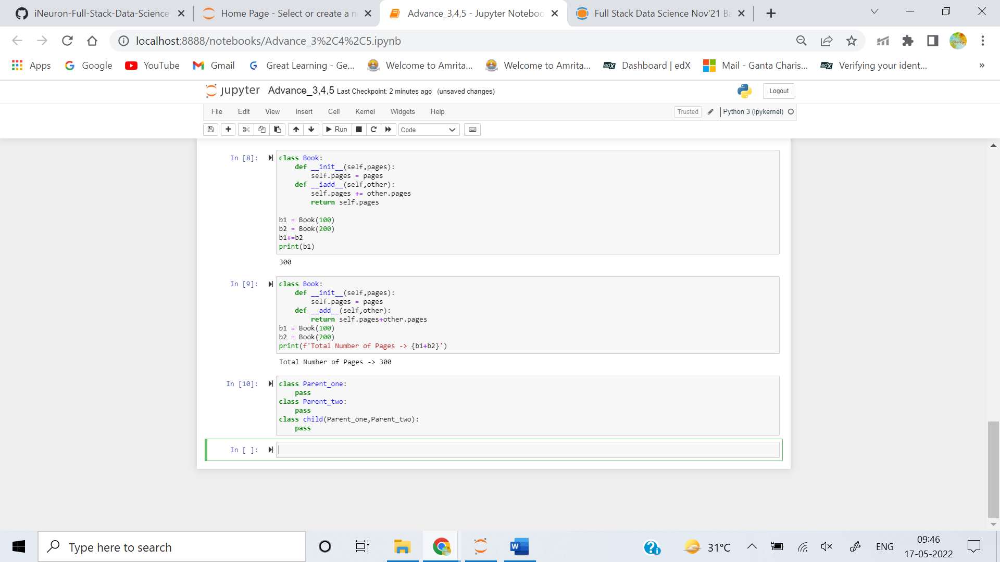 iNeuron-Full-Stack-Data-Science
Home Page - Select or create a n
Advance_3,4,5 - Jupyter Noteboo
Full Stack Data Science Nov'21 Ba
localhost:8888/notebooks/Advance_3%2C4%2C5.ipynb
Apps
Google
YouTube
Gmail
Great Learning - Ge...
Welcome to Amrita...
Welcome to Amrita...
edX Dashboard | edX
Mail - Ganta Charis...
edX Verifying your ident...
»
jupyter Advance_3,4,5 Last Checkpoint: 2 minutes ago (unsaved changes)
Logout
File Edit View Insert Cell Kernel Widgets Help
Trusted
Python 3 (ipykernel)
Run
Code
In [8]:
class Book:
    def __init__(self,pages):
        self.pages = pages
    def __iadd__(self,other):
        self.pages += other.pages
        return self.pages
b1 = Book(100)
b2 = Book(200)
b1+=b2
print(b1)
300
In [9]:
class Book:
    def __init__(self,pages):
        self.pages = pages
    def __add__(self,other):
        return self.pages+other.pages
b1 = Book(100)
b2 = Book(200)
print(f'Total Number of Pages -> {b1+b2}')
Total Number of Pages -> 300
In [10]:
class Parent_one:
    pass
class Parent_two:
    pass
class child(Parent_one,Parent_two):
    pass
In [ ]:
Type here to search
31°C
ENG
09:46
17-05-2022